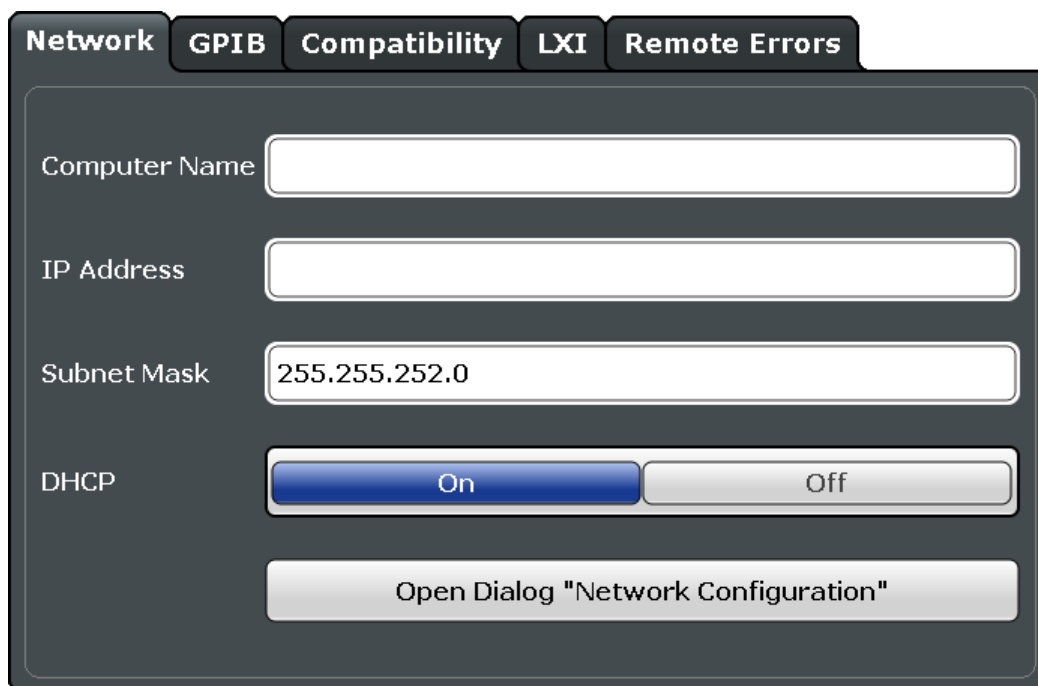 Network GPIB Compatibility LXI Remote Errors
Computer Name
IP Address
Subnet Mask 255.255.252.0
DHCP On Off
Open Dialog "Network Configuration"